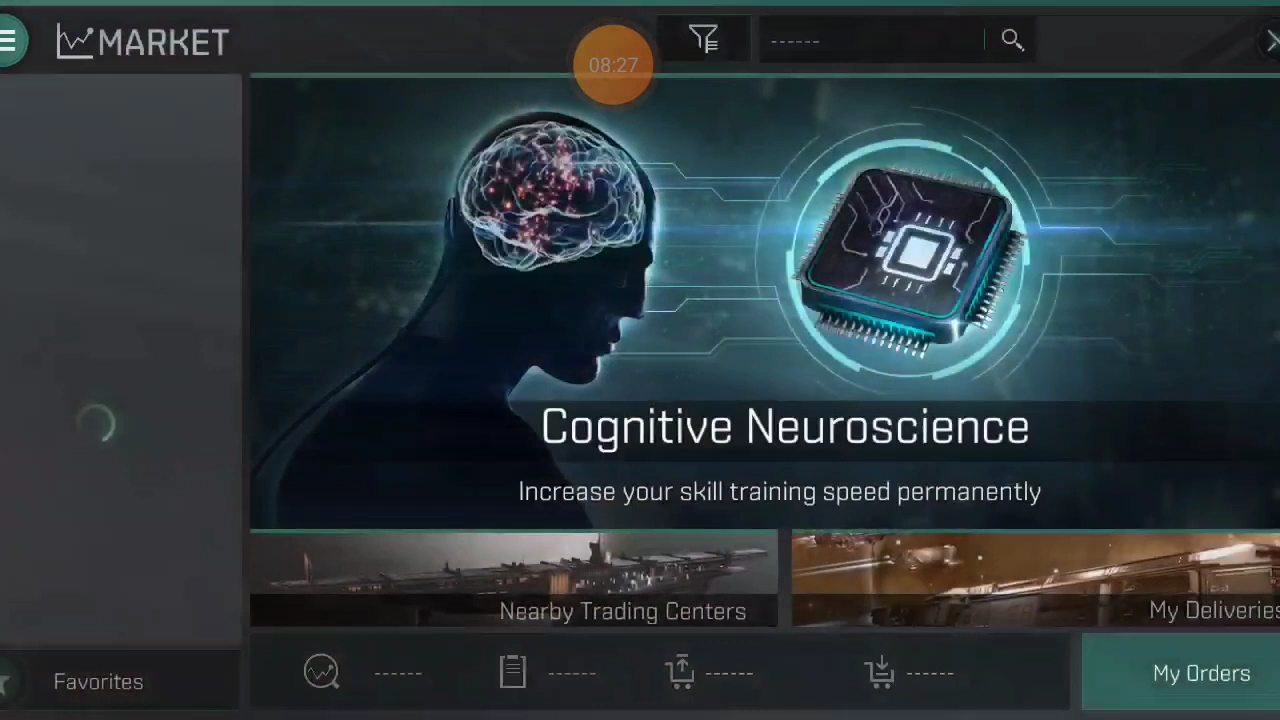 MARKET
------
08:27
Cognitive Neuroscience
Increase your skill training speed permanently
Nearby Trading Centers
My Deliveries
Favorites
------
------
------
------
My Orders